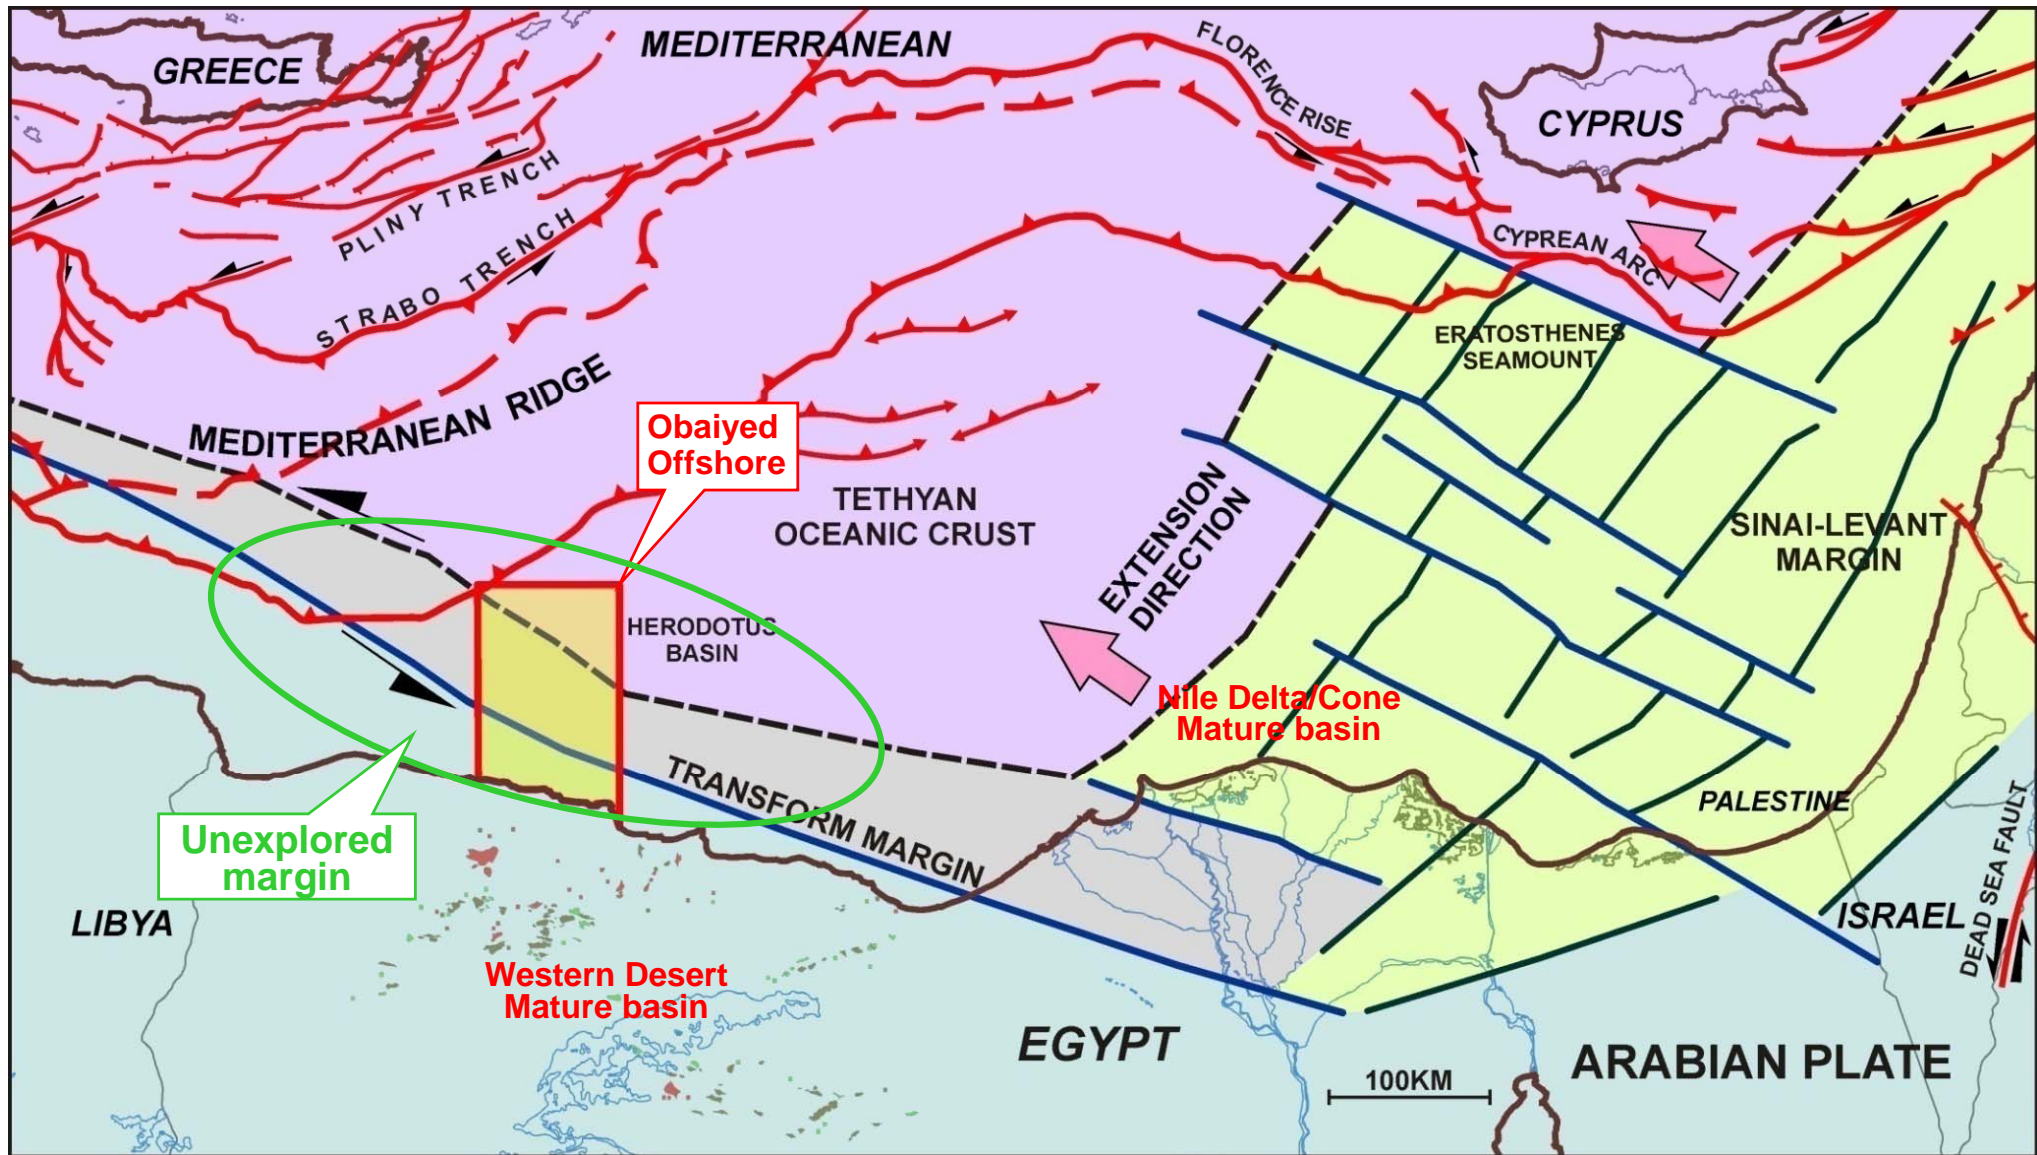 MEDITERRANEAN
GREECE
FLORENCE RISE
CYPRUS
PLINY TRENCH
STRABO TRENCH
CYPREAN ARC
ERATOSTHENES
SEAMOUNT
MEDITERRANEAN RIDGE
Obaiyed
Offshore
TETHYAN
OCEANIC CRUST
EXTENSION
DIRECTION
SINAI-LEVANT
MARGIN
HERODOTUS
BASIN
Nile Delta/Cone
Mature basin
TRANSFORM MARGIN
PALESTINE
Unexplored
margin
LIBYA
ISRAEL
DEAD SEA FAULT
Western Desert
Mature basin
EGYPT
ARABIAN PLATE
100KM